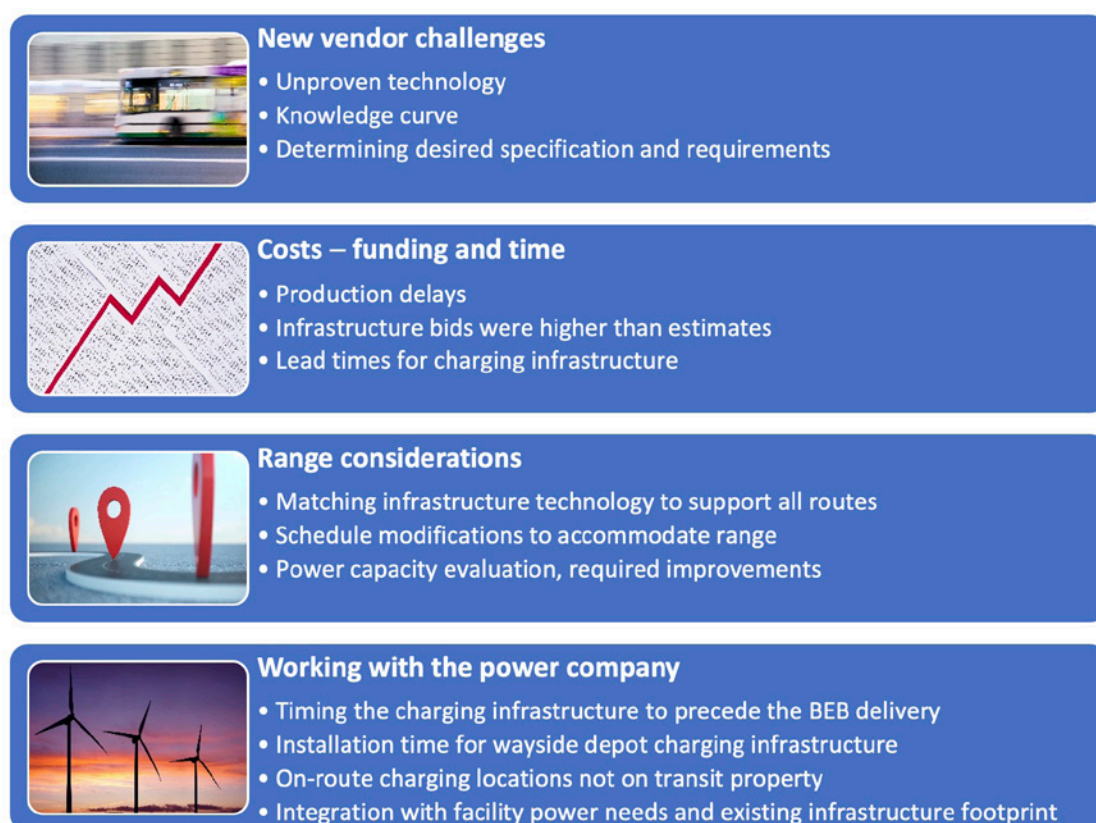 New vendor challenges
• Unproven technology
• Knowledge curve
• Determining desired specification and requirements
Costs – funding and time
• Production delays
• Infrastructure bids were higher than estimates
• Lead times for charging infrastructure
Range considerations
• Matching infrastructure technology to support all routes
• Schedule modifications to accommodate range
• Power capacity evaluation, required improvements
Working with the power company
• Timing the charging infrastructure to precede the BEB delivery
• Installation time for wayside depot charging infrastructure
• On-route charging locations not on transit property
• Integration with facility power needs and existing infrastructure footprint